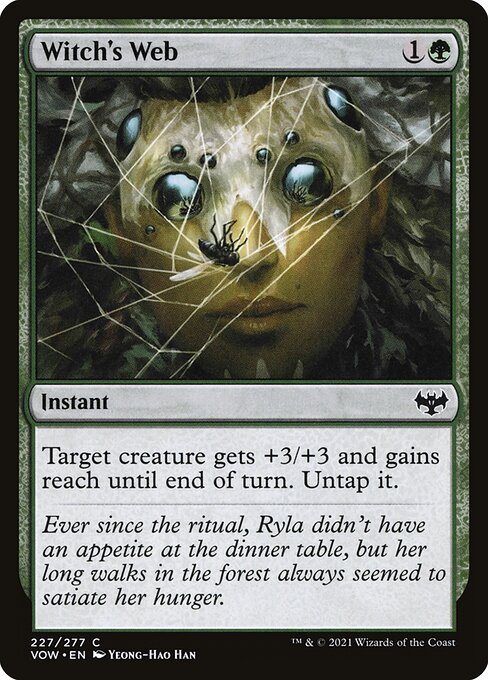 Witch's Web 1
Instant
Target creature gets +3/+3 and gains
reach until end of turn. Untap it.
Ever since the ritual, Ryla didn't have
an appetite at the dinner table, but her
long walks in the forest always seemed to
satiate her hunger.
227/277 C
VOW • EN Yeong-Hao Han
™ & © 2021 Wizards of the Coast